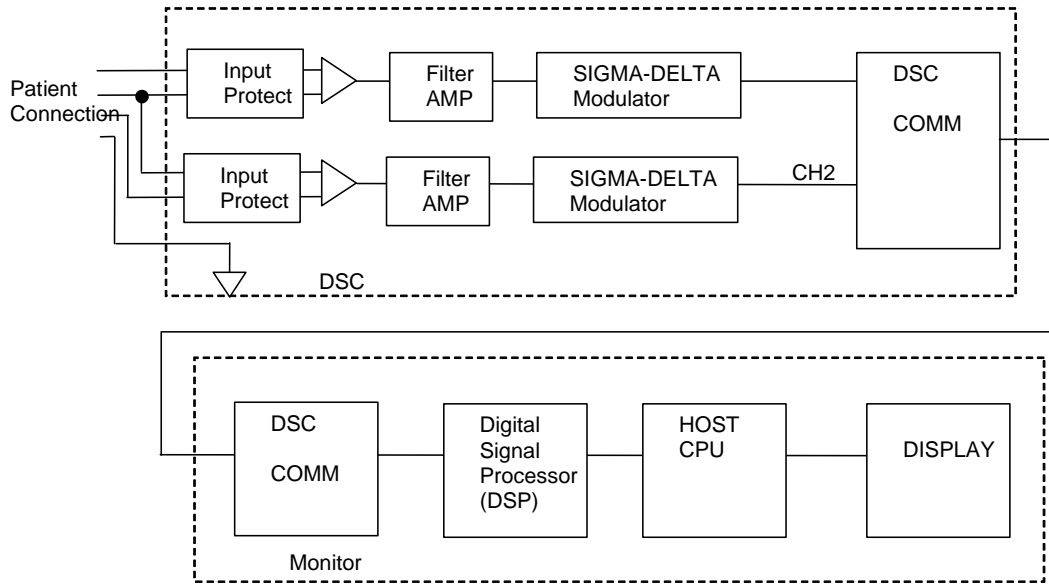 Patient
Connection
Input
Protect
Filter
AMP
SIGMA-DELTA
Modulator
DSC
COMM
Input
Protect
Filter
AMP
SIGMA-DELTA
Modulator
CH2
DSC
DSC
COMM
Digital
Signal
Processor
(DSP)
HOST
CPU
DISPLAY
Monitor